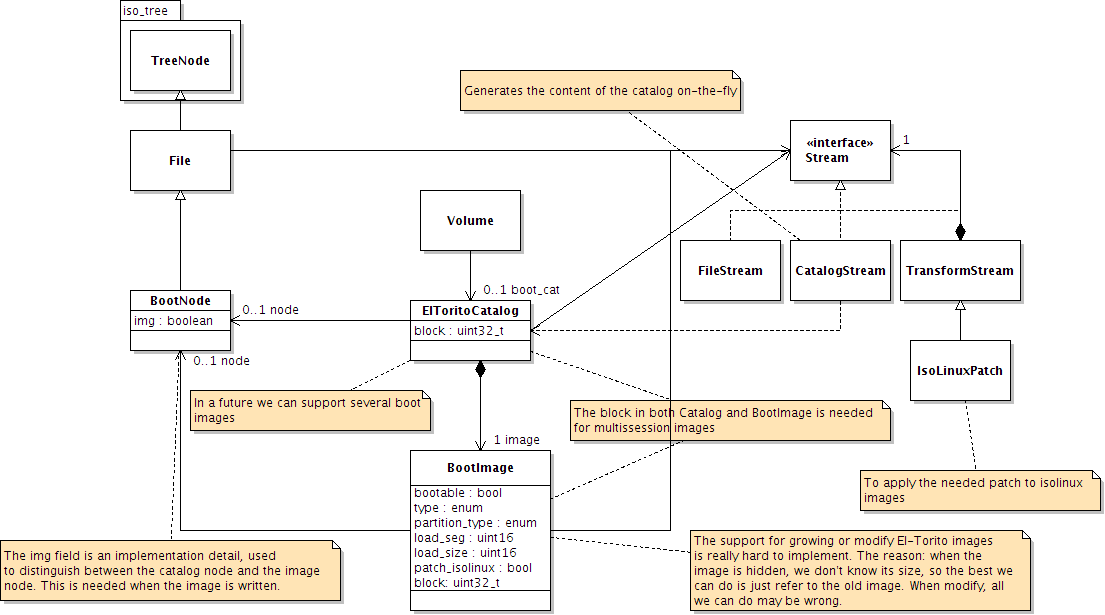 iso_tree
TreeNode
File
Generates the content of the catalog on-the-fly
«interface»
Stream
1
Volume
FileStream
CatalogStream
TransformStream
0..1 boot_cat
BootNode
img : boolean
0..1 node
ElToritoCatalog
block : uint32_t
0..1 node
IsoLinuxPatch
In a future we can support several boot
images
The block in both Catalog and BootImage is needed
for multissession images
1 image
BootImage
bootable : bool
type : enum
partition_type : enum
load_seg : uint16
load_size : uint16
patch_isolinux : bool
block: uint32_t
To apply the needed patch to isolinux
images
The img field is an implementation detail, used
to distinguish between the catalog node and the image
node. This is needed when the image is written.
The support for growing or modify El-Torito images
is really hard to implement. The reason: when the
image is hidden, we don't know its size, so the best we
can do is just refer to the old image. When modify, all
we can do may be wrong.